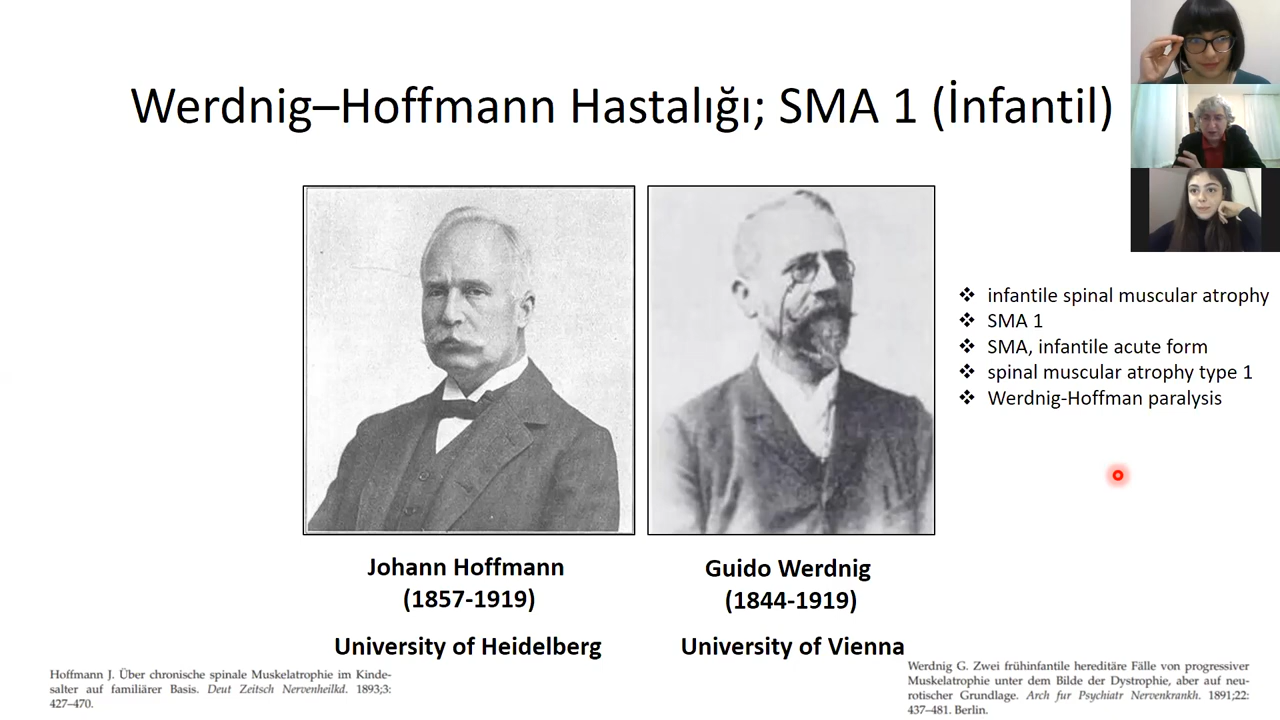 Werdnig–Hoffmann Hastalığı; SMA 1 (İnfantil)
❖ infantile spinal muscular atrophy
❖ SMA 1
❖ SMA, infantile acute form
❖ spinal muscular atrophy type 1
❖ Werdnig-Hoffman paralysis
Johann Hoffmann
(1857-1919)
University of Heidelberg
Guido Werdnig
(1844-1919)
University of Vienna
Hoffmann J. Über chronische spinale Muskelatrophie im Kinde-
salter auf familiärer Basis. Deut Zeitsch Nervenheilkd. 1893;3:
427–470.
Werdnig G. Zwei frühinfantile hereditäre Fälle von progressiver
Muskelatrophie unter dem Bilde der Dystrophie, aber auf neu-
rotischer Grundlage. Arch fur Psychiatr Nervenkrankh. 1891;22:
437–481. Berlin.